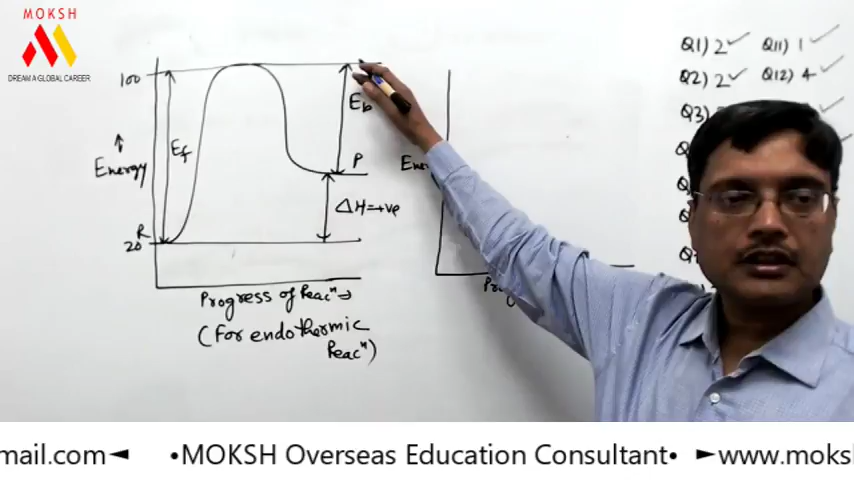 MOKSH
DREAM A GLOBAL CAREER
100
Ef
Eb
↑
Energy
P
ΔH=+ve
R
20
Progress of Reacⁿ→
(For endothermic
Reacⁿ)
Q1) 2✓ Q11) 1✓
Q2) 2✓ Q12) 4✓
Q3)
mail.com◄ •MOKSH Overseas Education Consultant• ►www.moksh